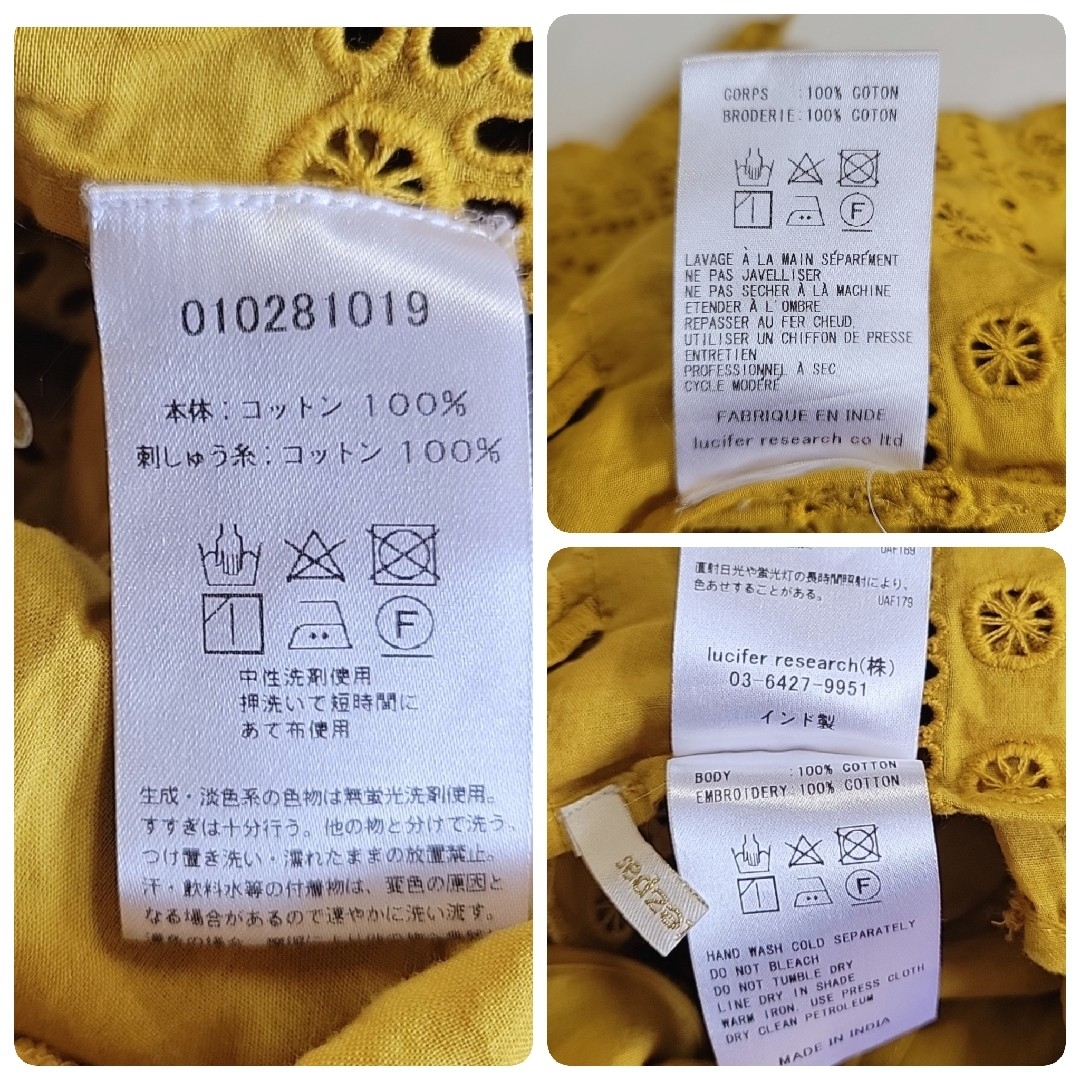 010281019
本体：コットン 100%
刺しゅう糸：コットン 100%
F
中性洗剤使用
押洗いで短時間に
あて布使用
生成・淡色系の色物は無蛍光洗剤使用。
すすぎは十分行う。他の物と分けて洗う。
つけ置き洗い・濡れたままの放置禁止。
汗・飲料水等の付着物は、変色の原因と
なる場合があるので速やかに洗い流す。
CORPS :100% COTON
BRODERIE:100% COTON
F
LAVAGE À LA MAIN SÉPARÉMENT
NE PAS JAVELLISER
NE PAS SECHER À LÀ MACHINE
ETENDER À L'OMBRE
REPASSER AU FER CHEUD,
UTILISER UN CHIFFON DE PRESSE
ENTRETIEN
PROFESSIONNEL À SEC
CYCLE MODÉRÉ
FABRIQUE EN INDE
lucifer research co ltd
UAF169
直射日光や蛍光灯の長時間照射により、
色あせすることがある。 UAF179
lucifer research(株)
03-6427-9951
インド製
BODY :100% COTTON
EMBROIDERY:100% COTTON
F
HAND WASH COLD SEPARATELY
DO NOT BLEACH
DO NOT TUMBLE DRY
LINE DRY IN SHADE
WARM IRON. USE PRESS CLOTH
DRY CLEAN PETROLEUM
MADE IN INDIA